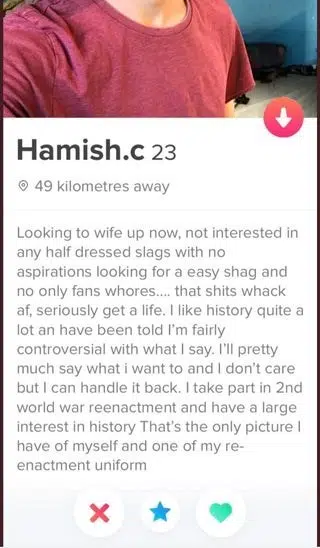 Hamish.c 23
49 kilometres away
Looking to wife up now, not interested in
any half dressed slags with no
aspirations looking for a easy shag and
no only fans whores.... that shits whack
af, seriously get a life. I like history quite a
lot an have been told I'm fairly
controversial with what I say. I'll pretty
much say what i want to and I don't care
but I can handle it back. I take part in 2nd
world war reenactment and have a large
interest in history That's the only picture I
have of myself and one of my re-
enactment uniform